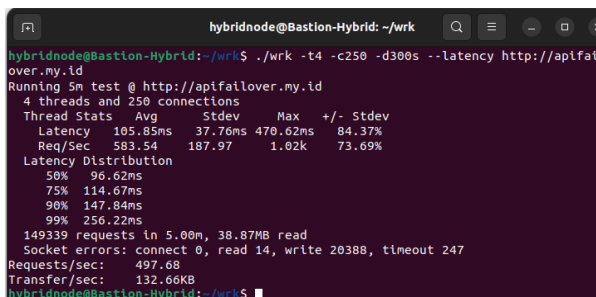 hybridnode@Bastion-Hybrid: ~/wrk
hybridnode@Bastion-Hybrid:~/wrk$ ./wrk -t4 -c250 -d300s --latency http://apifail
over.my.id
Running 5m test @ http://apifailover.my.id
  4 threads and 250 connections
  Thread Stats   Avg      Stdev     Max   +/- Stdev
    Latency   105.85ms   37.76ms 470.62ms   84.37%
    Req/Sec   583.54    187.97     1.02k    73.69%
  Latency Distribution
     50%   96.62ms
     75%  114.67ms
     90%  147.84ms
     99%  256.22ms
  149339 requests in 5.00m, 38.87MB read
  Socket errors: connect 0, read 14, write 20388, timeout 247
Requests/sec:    497.68
Transfer/sec:    132.66KB
hybridnode@Bastion-Hybrid:~/wrk$